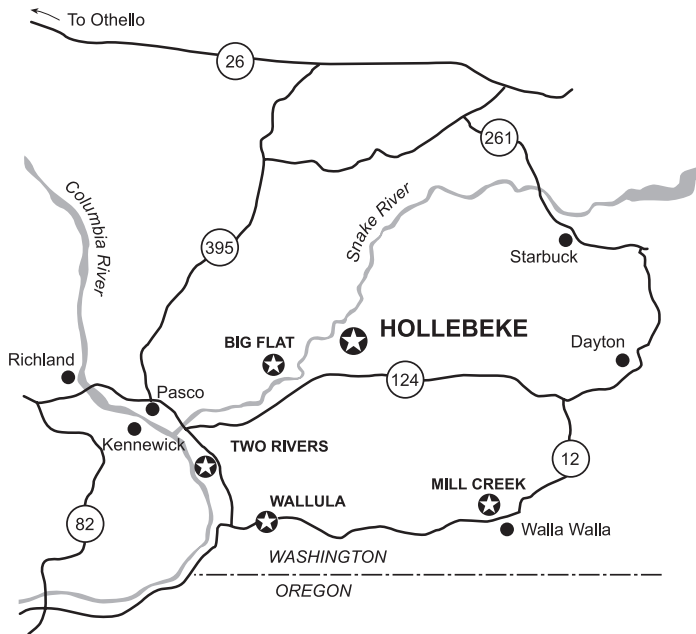 To Othello
26
261
Columbia River
Snake River
395
Starbuck
HOLLEBEKE
BIG FLAT
Dayton
Richland
124
Pasco
Kennewick
TWO RIVERS
12
MILL CREEK
WALLULA
82
Walla Walla
WASHINGTON
OREGON